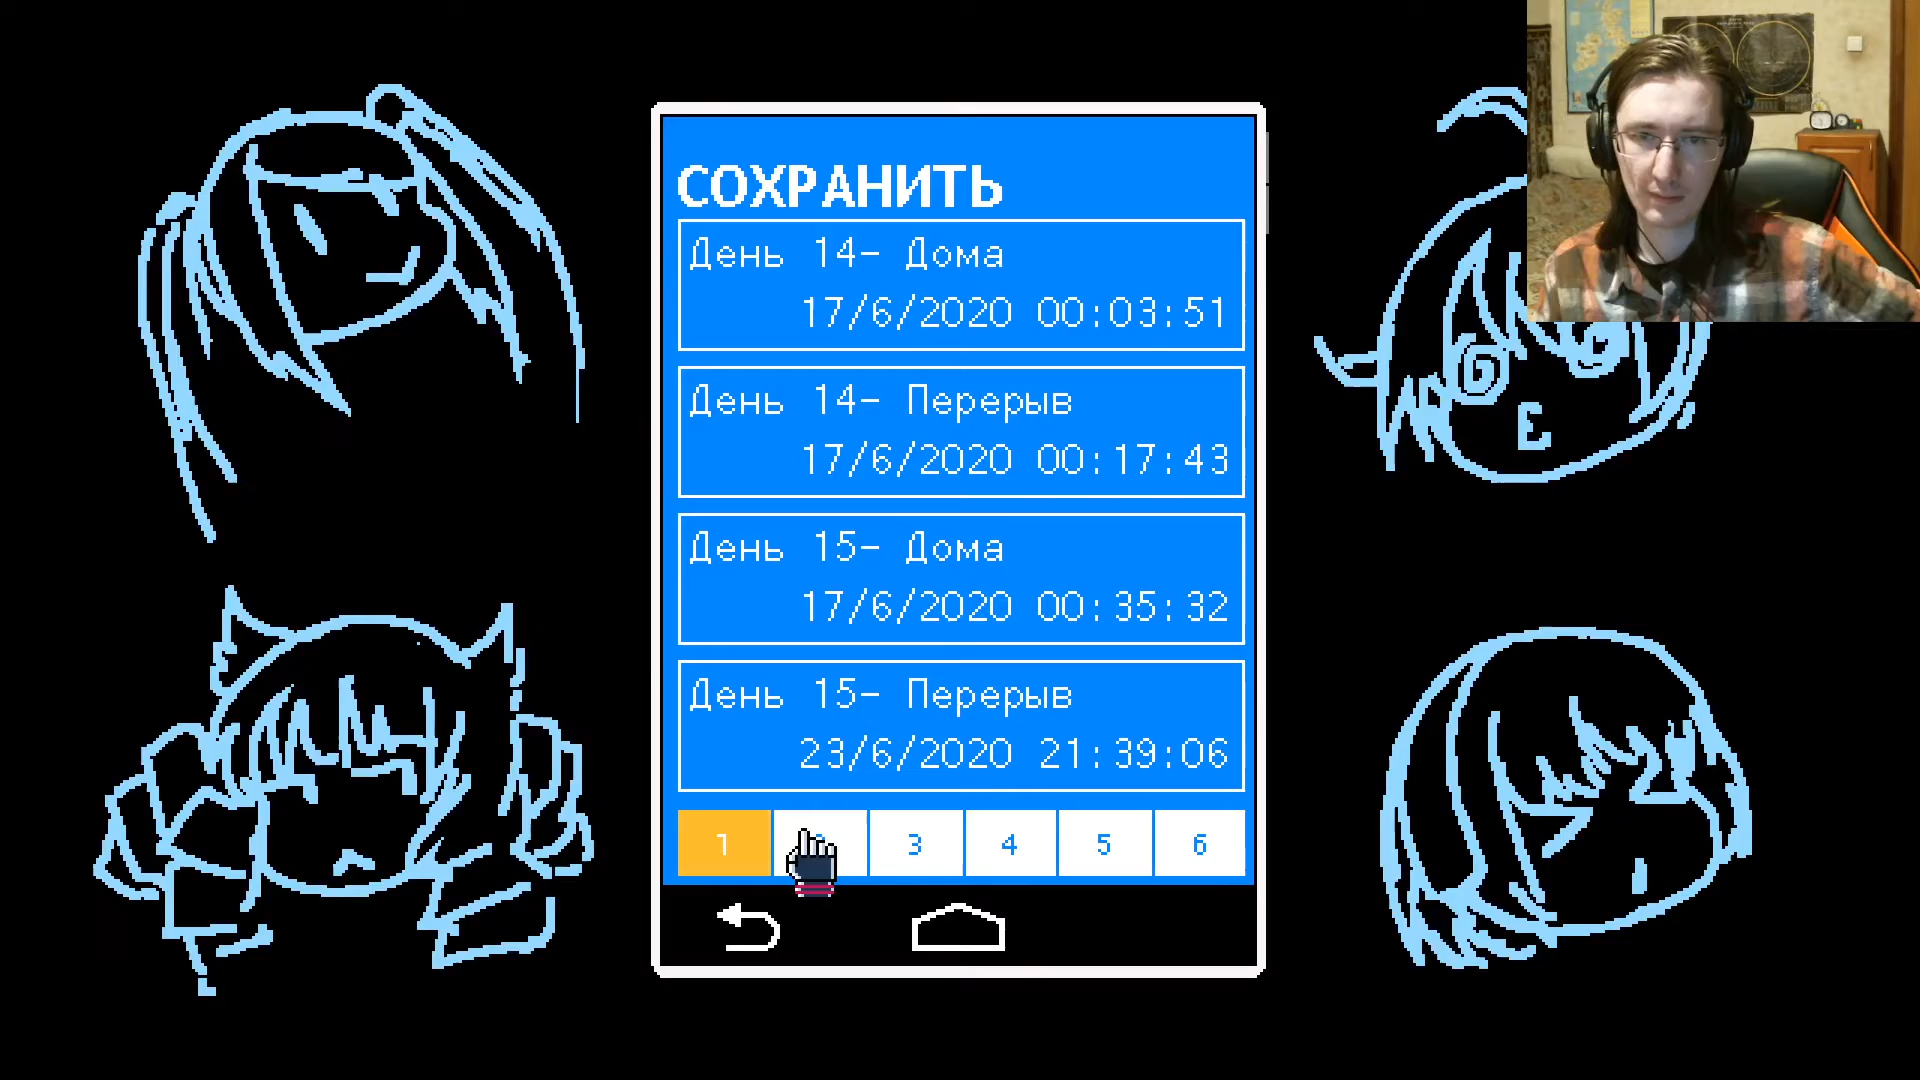 СОХРАНИТЬ
День 14- Дома
17/6/2020 00:03:51
День 14- Перерыв
17/6/2020 00:17:43
День 15- Дома
17/6/2020 00:35:32
День 15- Перерыв
23/6/2020 21:39:06
1 3 4 5 6